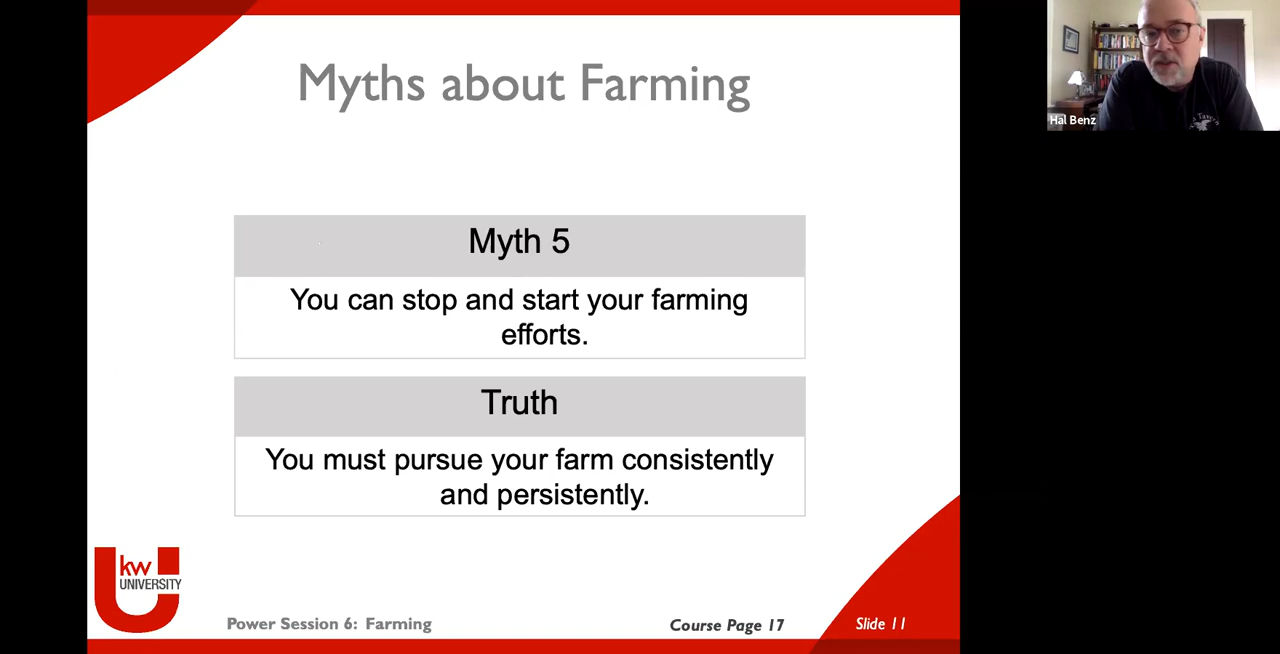 Myths about Farming
Myth 5
You can stop and start your farming
efforts.
Truth
You must pursue your farm consistently
and persistently.
kw
UNIVERSITY
Power Session 6: Farming
Course Page 17
Slide 11
Hal Benz